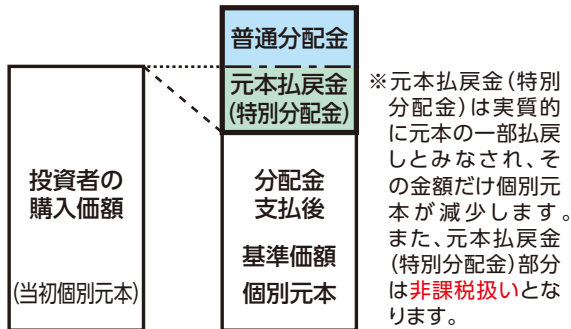 普通分配金
元本払戻金
(特別分配金)
投資者の
購入価額
(当初個別元本)
分配金
支払後
基準価額
個別元本
※元本払戻金(特別
分配金)は実質的
に元本の一部払戻
しとみなされ、そ
の金額だけ個別元
本が減少します。
また、元本払戻金
(特別分配金)部分
は非課税扱いとな
ります。